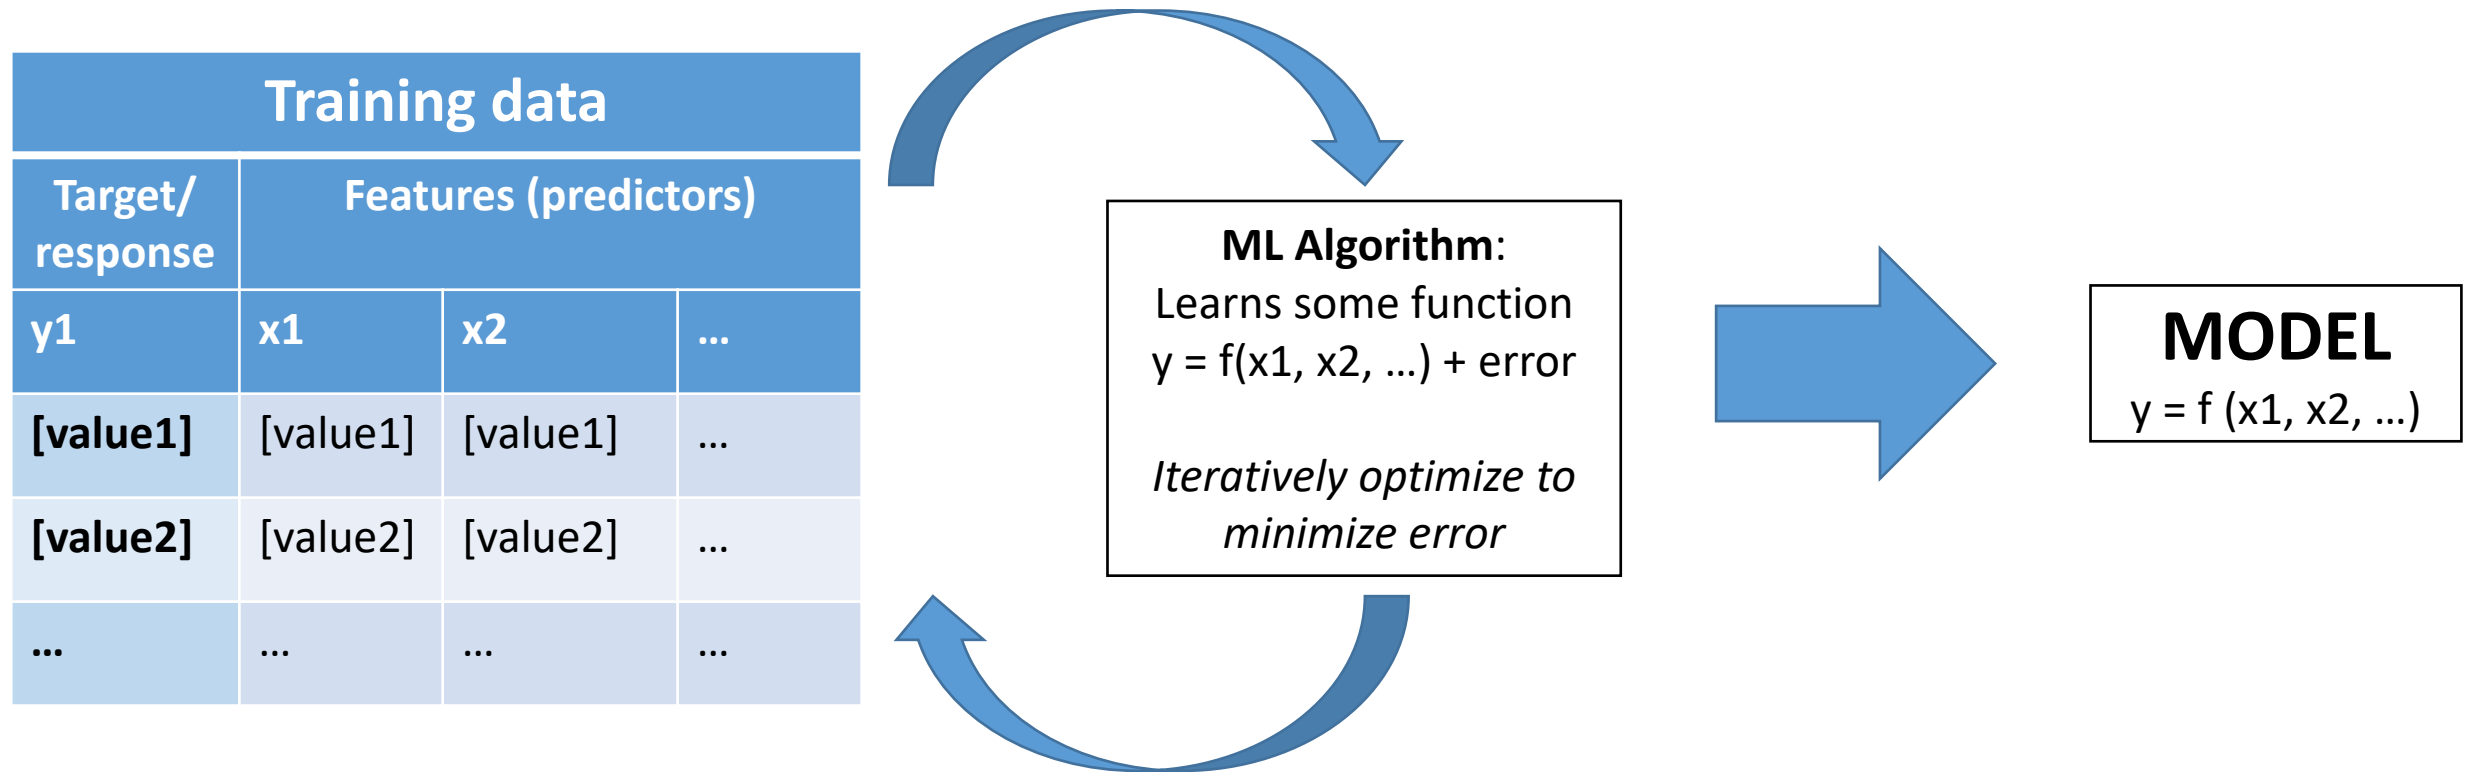 Training data
Target/
response
Features (predictors)
y1 x1 x2 ...
[value1] [value1] [value1] ...
[value2] [value2] [value2] ...
... ... ... ...
ML Algorithm:
Learns some function
y = f(x1, x2, ...) + error
Iteratively optimize to
minimize error
MODEL
y = f (x1, x2, ...)